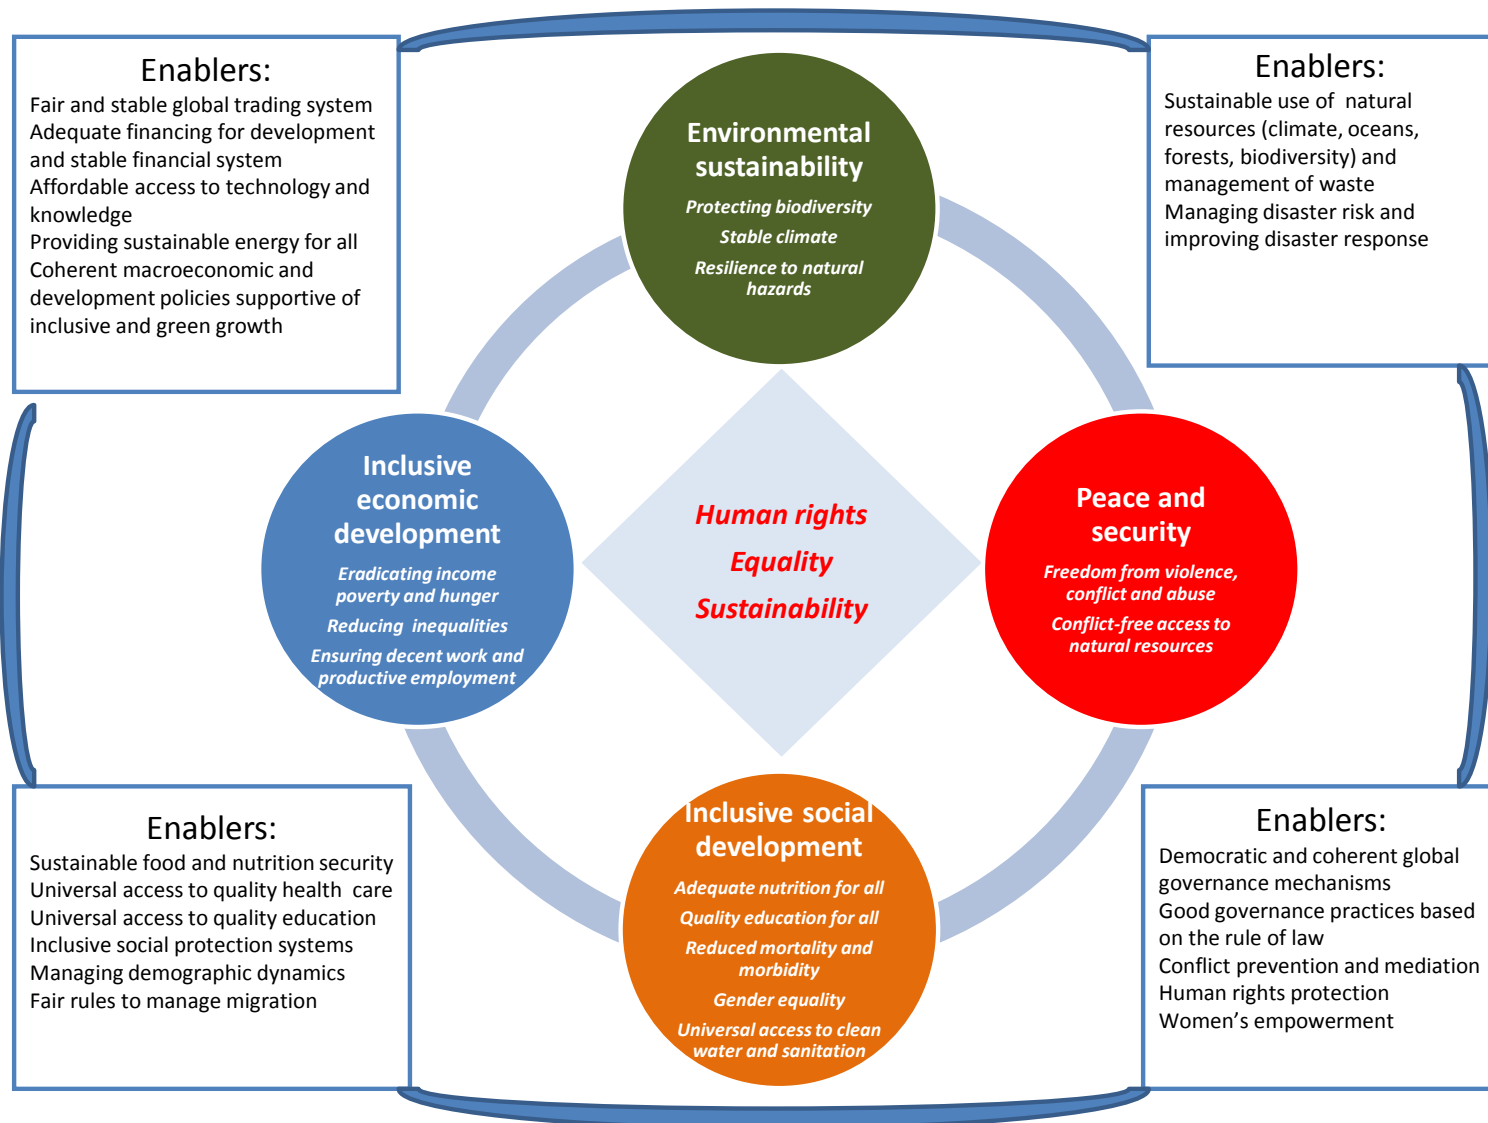 Enablers:
Fair and stable global trading system
Adequate financing for development
and stable financial system
Affordable access to technology and
knowledge
Providing sustainable energy for all
Coherent macroeconomic and
development policies supportive of
inclusive and green growth
Enablers:
Sustainable use of natural
resources (climate, oceans,
forests, biodiversity) and
management of waste
Managing disaster risk and
improving disaster response
Environmental
sustainability
Protecting biodiversity
Stable climate
Resilience to natural
hazards
Inclusive
economic
development
Eradicating income
poverty and hunger
Reducing inequalities
Ensuring decent work and
productive employment
Human rights
Equality
Sustainability
Peace and
security
Freedom from violence,
conflict and abuse
Conflict-free access to
natural resources
Inclusive social
development
Adequate nutrition for all
Quality education for all
Reduced mortality and
morbidity
Gender equality
Universal access to clean
water and sanitation
Enablers:
Sustainable food and nutrition security
Universal access to quality health care
Universal access to quality education
Inclusive social protection systems
Managing demographic dynamics
Fair rules to manage migration
Enablers:
Democratic and coherent global
governance mechanisms
Good governance practices based
on the rule of law
Conflict prevention and mediation
Human rights protection
Women’s empowerment